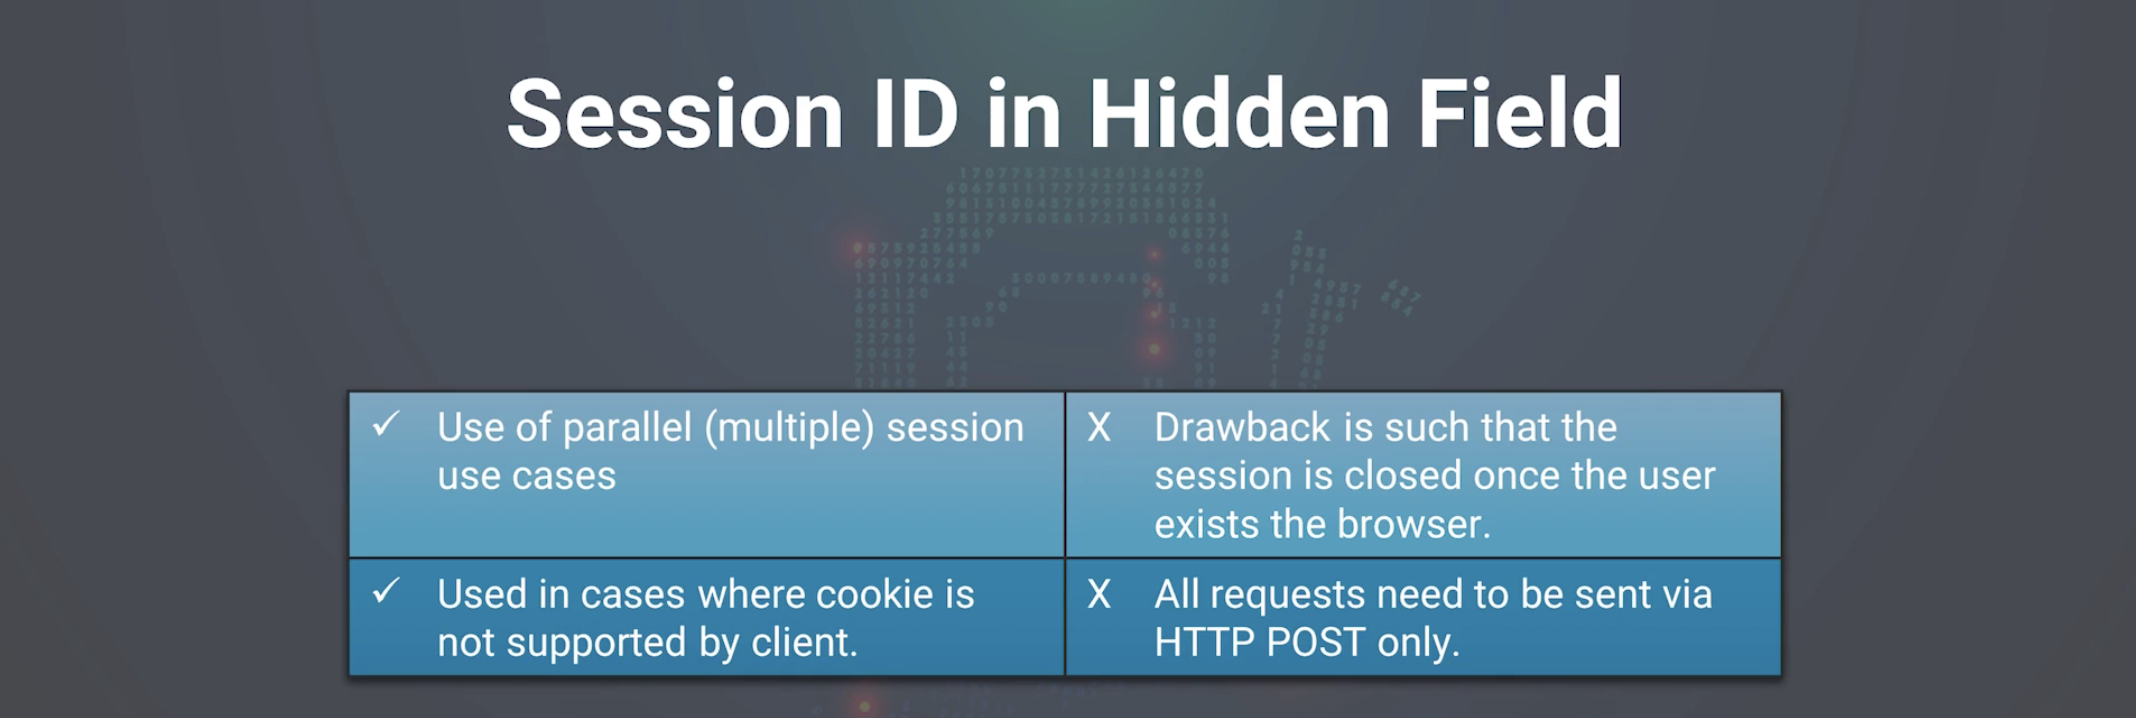 Session ID in Hidden Field
✓ Use of parallel (multiple) session
use cases
X Drawback is such that the
session is closed once the user
exists the browser.
✓ Used in cases where cookie is
not supported by client.
X All requests need to be sent via
HTTP POST only.